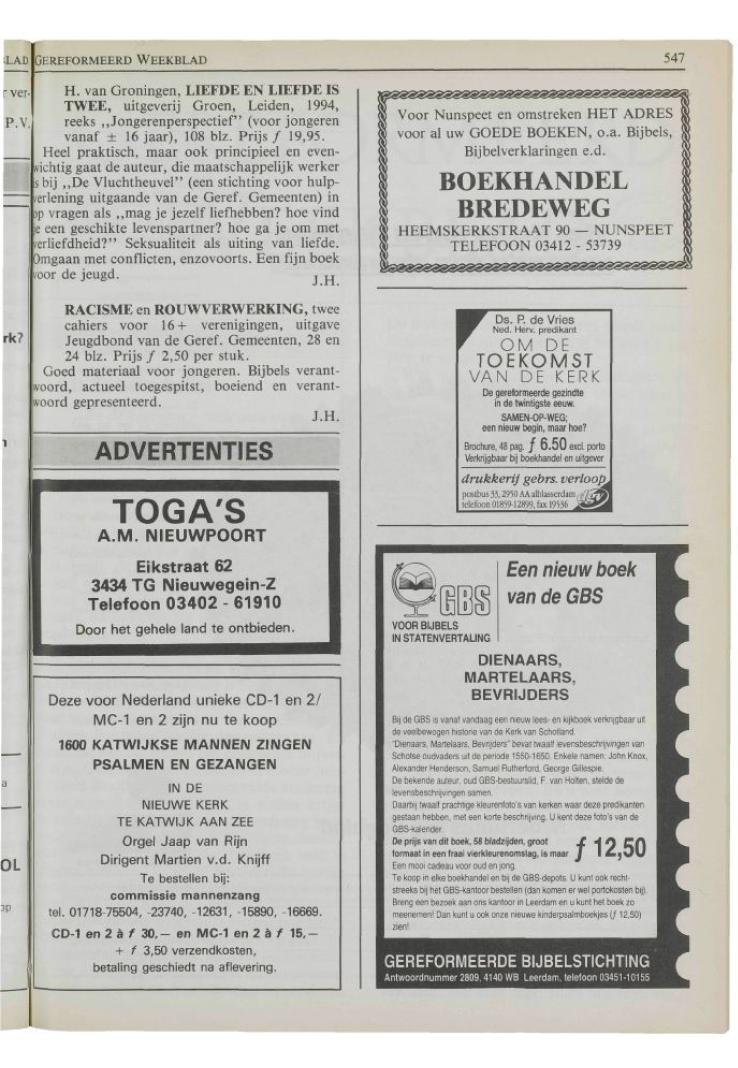 LAD
GEREFORMEERD WEEKBLAD
547
ver-
P.V.
rk?
OL
op
H. van Groningen, LIEFDE EN LIEFDE IS
TWEE, uitgeverij Groen, Leiden, 1994,
reeks ,,Jongerenperspectief" (voor jongeren
vanaf ± 16 jaar), 108 blz. Prijs ƒ 19,95.
Heel praktisch, maar ook principieel en even-
wichtig gaat de auteur, die maatschappelijk werker
is bij ,,De Vluchtheuvel" (een stichting voor hulp-
verlening uitgaande van de Geref. Gemeenten) in
op vragen als ,,mag je jezelf liefhebben? hoe vind
je een geschikte levenspartner? hoe ga je om met
verliefdheid?" Seksualiteit als uiting van liefde.
Omgaan met conflicten, enzovoorts. Een fijn boek
voor de jeugd.
J.H.
RACISME en ROUWVERWERKING, twee
cahiers voor 16+ verenigingen, uitgave
Jeugdbond van de Geref. Gemeenten, 28 en
24 blz. Prijs ƒ 2,50 per stuk.
Goed materiaal voor jongeren. Bijbels verant-
woord, actueel toegespitst, boeiend en verant-
woord gepresenteerd.
J.H.
ADVERTENTIES
TOGA'S
A.M. NIEUWPOORT
Eikstraat 62
3434 TG Nieuwegein-Z
Telefoon 03402 - 61910
Door het gehele land te ontbieden.
Deze voor Nederland unieke CD-1 en 2/
MC-1 en 2 zijn nu te koop
1600 KATWIJKSE MANNEN ZINGEN
PSALMEN EN GEZANGEN
IN DE
NIEUWE KERK
TE KATWIJK AAN ZEE
Orgel Jaap van Rijn
Dirigent Martien v.d. Knijff
Te bestellen bij:
commissie mannenzang
tel. 01718-75504, -23740, -12631, -15890, -16669.
CD-1 en 2 à ƒ 30,— en MC-1 en 2 à ƒ 15,—
+ ƒ 3,50 verzendkosten,
betaling geschiedt na aflevering.
Voor Nunspeet en omstreken HET ADRES
voor al uw GOEDE BOEKEN, o.a. Bijbels,
Bijbelverklaringen e.d.
BOEKHANDEL
BREDEWEG
HEEMSKERKSTRAAT 90 — NUNSPEET
TELEFOON 03412 - 53739
Ds. P. de Vries
Ned. Herv. predikant
OM DE
TOEKOMST
VAN DE KERK
De gereformeerde gezindte
in de twintigste eeuw.
SAMEN-OP-WEG;
een nieuw begin, maar hoe?
Brochure, 48 pag. ƒ 6.50 excl. porto
Verkrijgbaar bij boekhandel en uitgever
drukkerij gebrs. verloop
postbus 33, 2950 AA alblasserdam
telefoon 01859-12899, fax 19536
dgv
GBS
VOOR BIJBELS
IN STATENVERTALING
Een nieuw boek
van de GBS
DIENAARS,
MARTELAARS,
BEVRIJDERS
Bij de GBS is vanaf vandaag een nieuw lees- en kijkboek verkrijgbaar uit
de veelbewogen historie van de Kerk van Schotland.
"Dienaars, Martelaars, Bevrijders" bevat twaalf levensbeschrijvingen van
Schotse oudvaders uit de periode 1550-1650. Enkele namen: John Knox,
Alexander Henderson, Samuel Rutherford, George Gillespie.
De bekende auteur, oud GBS-bestuurslid, F. van Holten, stelde de
levensbeschrijvingen samen.
Daarbij twaalf prachtige kleurenfoto's van kerken waar deze predikanten
gestaan hebben, met een korte beschrijving. U kent deze foto's van de
GBS-kalender.
De prijs van dit boek, 58 bladzijden, groot
formaat in een fraai vierkleurenomslag, is maar ƒ 12,50
Een mooi cadeau voor oud en jong.
Te koop in elke boekhandel en bij de GBS-depots. U kunt ook recht-
streeks bij het GBS-kantoor bestellen (dan komen er wel portokosten bij).
Breng een bezoek aan ons kantoor in Leerdam en u kunt het boek zo
meenemen! Dan kunt u ook onze nieuwe kinderpsalmboekjes (ƒ 12,50)
zien!
GEREFORMEERDE BIJBELSTICHTING
Antwoordnummer 2809, 4140 WB Leerdam, telefoon 03451-10155